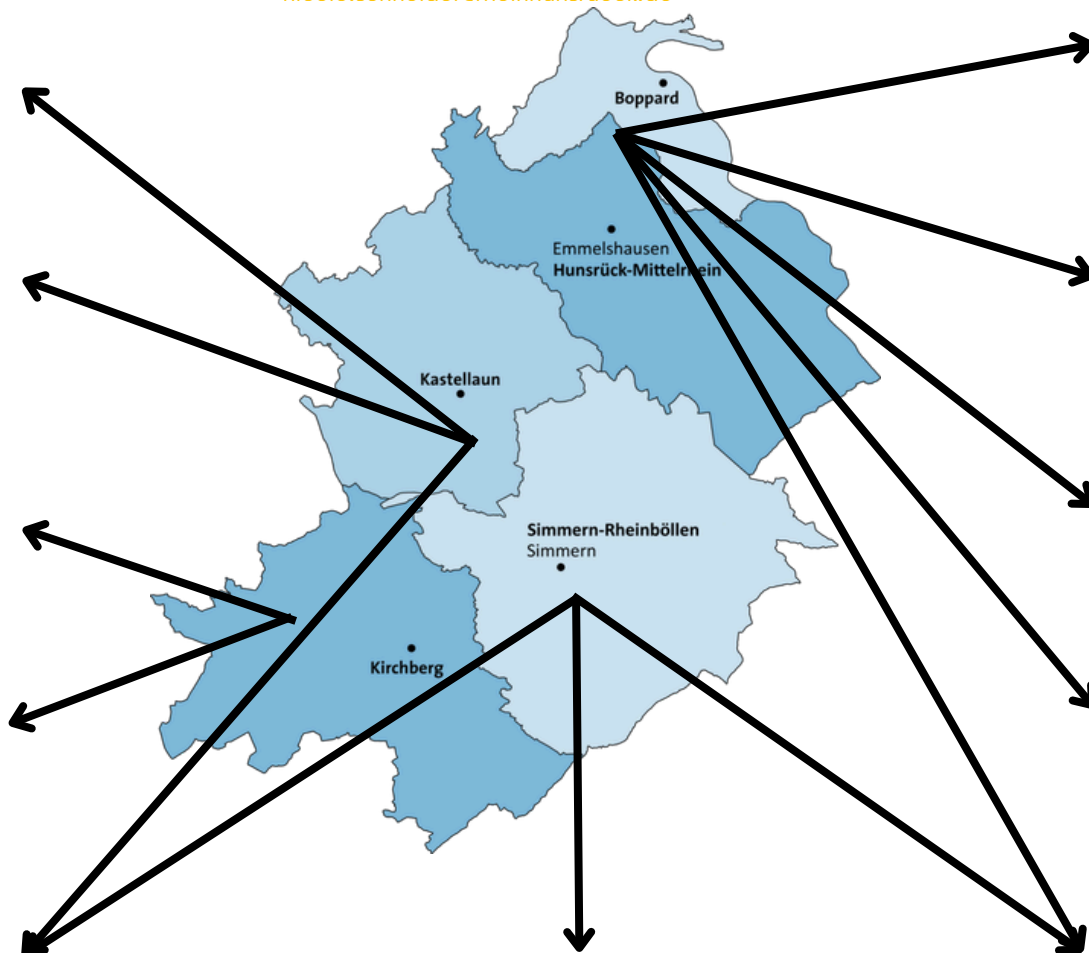 Boppard
Emmelshausen
Hunsrück-Mittelrhein
Kastellaun
Simmern-Rheinböllen
Simmern
Kirchberg